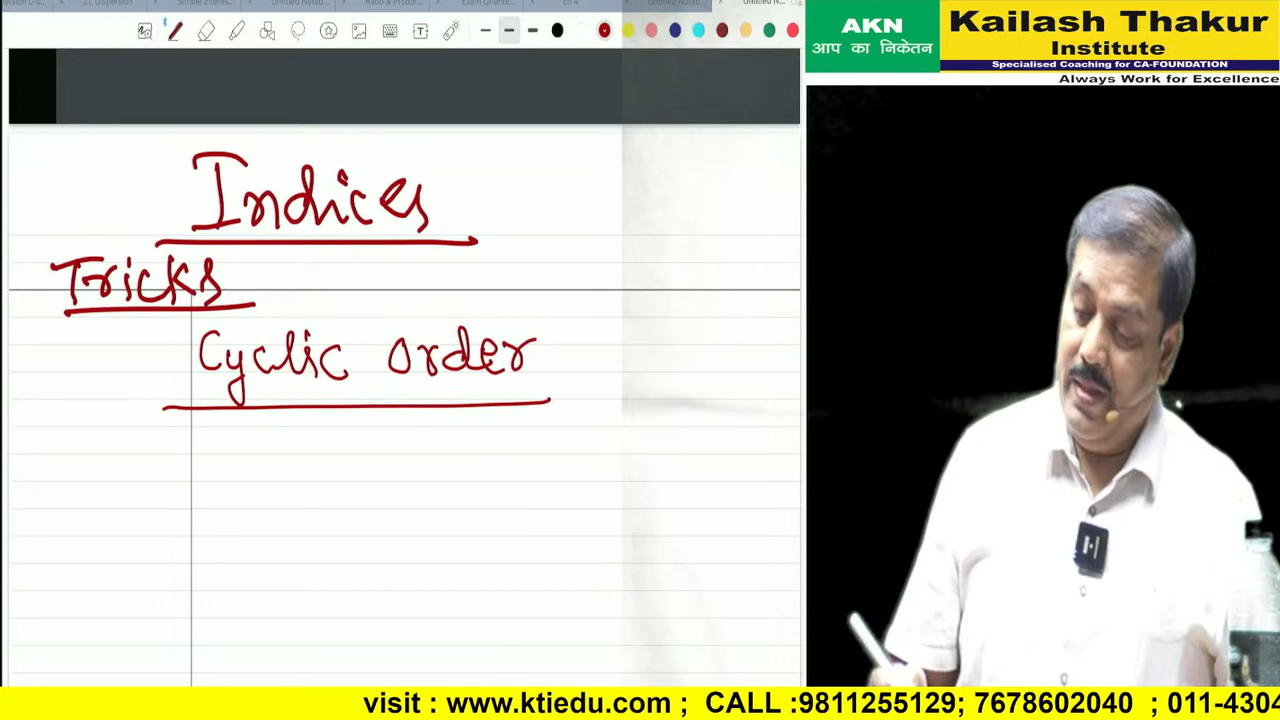 AKN
आप का निकेतन
Kailash Thakur
Institute
Specialised Coaching for CA-FOUNDATION
Always Work for Excellence
Indices
Tricks
Cyclic order
visit : www.ktiedu.com ; CALL :9811255129; 7678602040 ; 011-4304